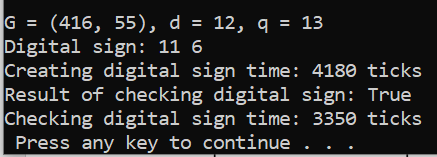 G = (416, 55), d = 12, q = 13
Digital sign: 11 6
Creating digital sign time: 4180 ticks
Result of checking digital sign: True
Checking digital sign time: 3350 ticks
Press any key to continue . . .